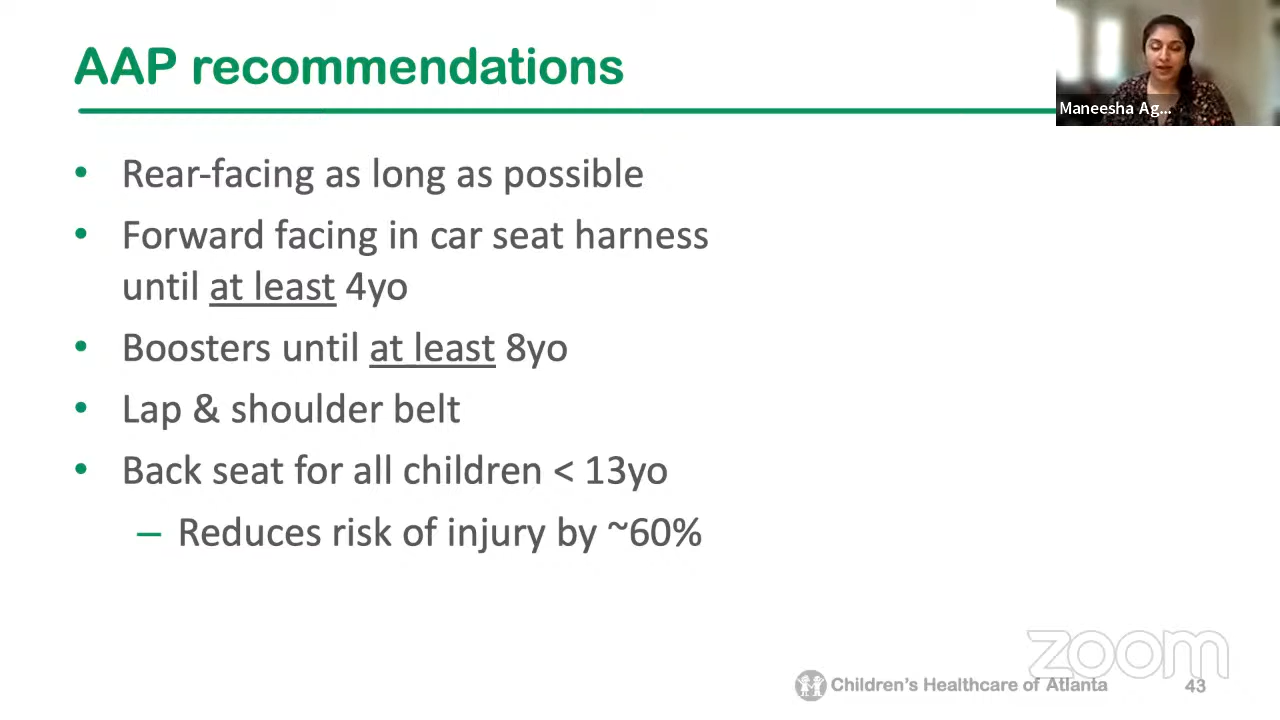 AAP recommendations
Maneesha Ag...
• Rear-facing as long as possible
• Forward facing in car seat harness
until at least 4yo
• Boosters until at least 8yo
• Lap & shoulder belt
• Back seat for all children < 13yo
– Reduces risk of injury by ~60%
zoom
Children's Healthcare of Atlanta
43